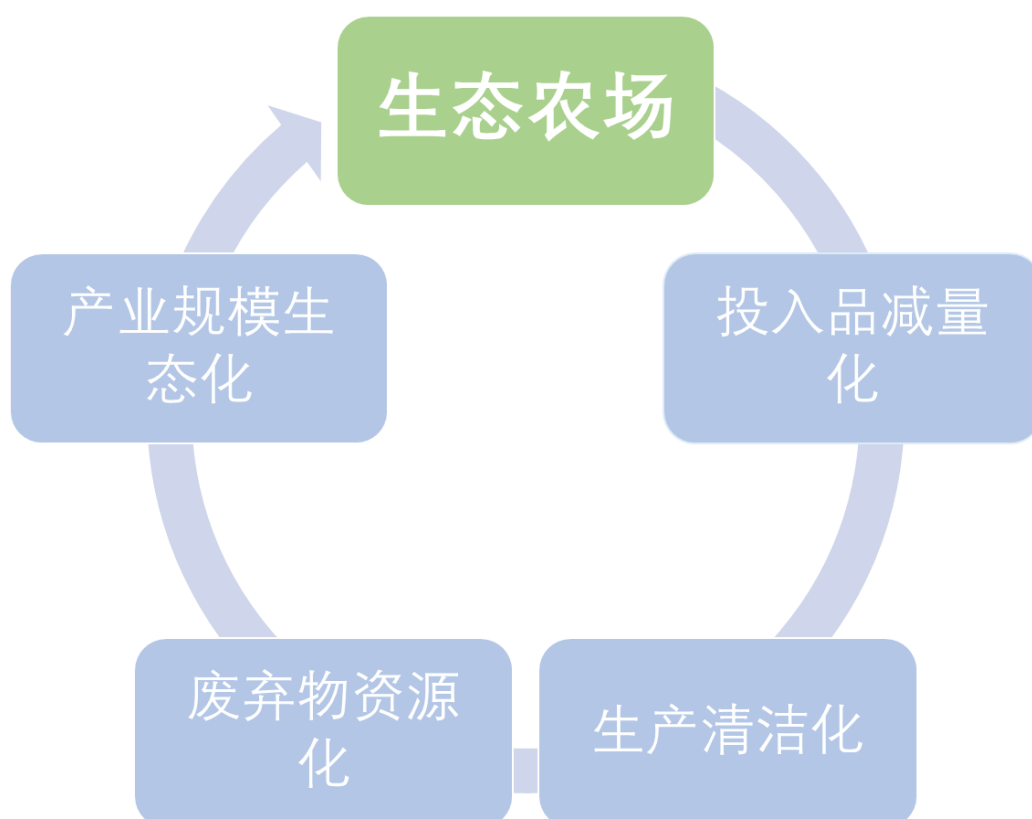 生态农场
产业规模生
态化
投入品减量
化
废弃物资源
化
生产清洁化